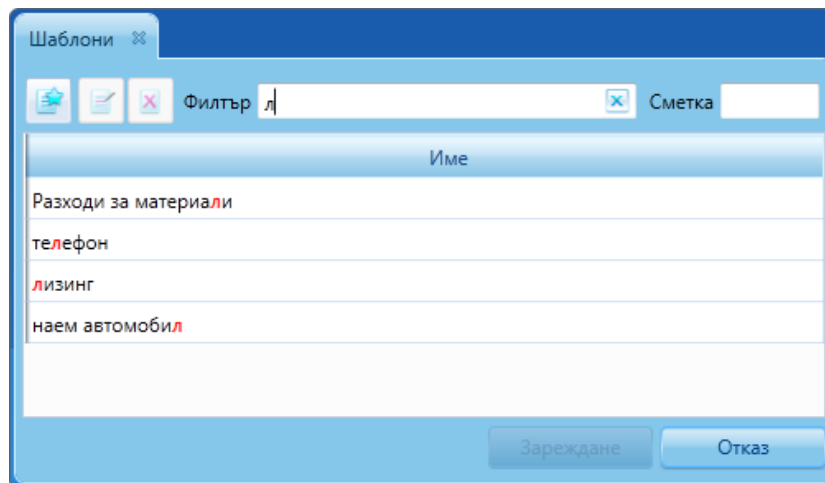 Шаблони
Филтър л Сметка
Име
Разходи за материали
телефон
лизинг
наем автомобил
Зареждане Отказ